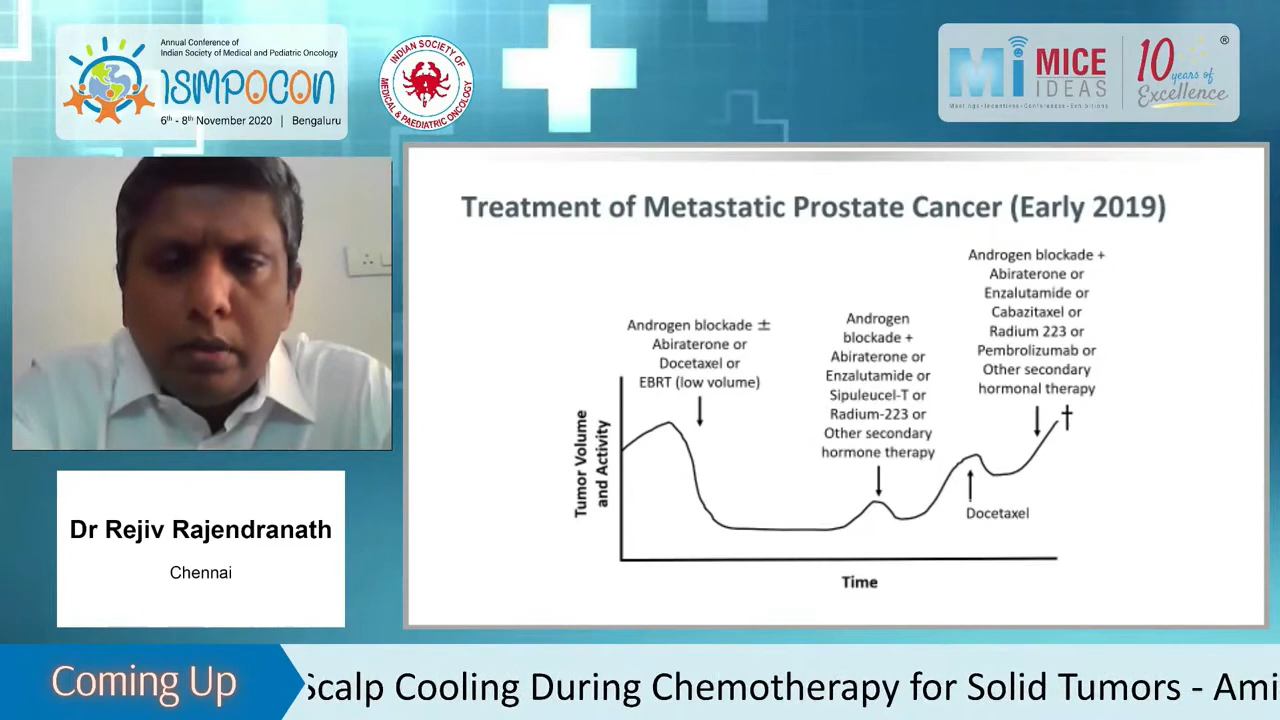 Annual Conference of
Indian Society of Medical and Pediatric Oncology
ISMPOCON
6th - 8th November 2020 | Bengaluru
INDIAN SOCIETY OF
MEDICAL & PAEDIATRIC ONCOLOGY
Mi MICE
IDEAS
Meetings • Incentives • Conferences • Exhibitions
10 years of
Excellence
®
Treatment of Metastatic Prostate Cancer (Early 2019)
Androgen blockade ±
Abiraterone or
Docetaxel or
EBRT (low volume)
Androgen
blockade +
Abiraterone or
Enzalutamide or
Sipuleucel-T or
Radium-223 or
Other secondary
hormone therapy
Androgen blockade +
Abiraterone or
Enzalutamide or
Cabazitaxel or
Radium 223 or
Pembrolizumab or
Other secondary
hormonal therapy
†
Docetaxel
Tumor Volume
and Activity
Time
Dr Rejiv Rajendranath
Chennai
Coming Up
Scalp Cooling During Chemotherapy for Solid Tumors - Ami